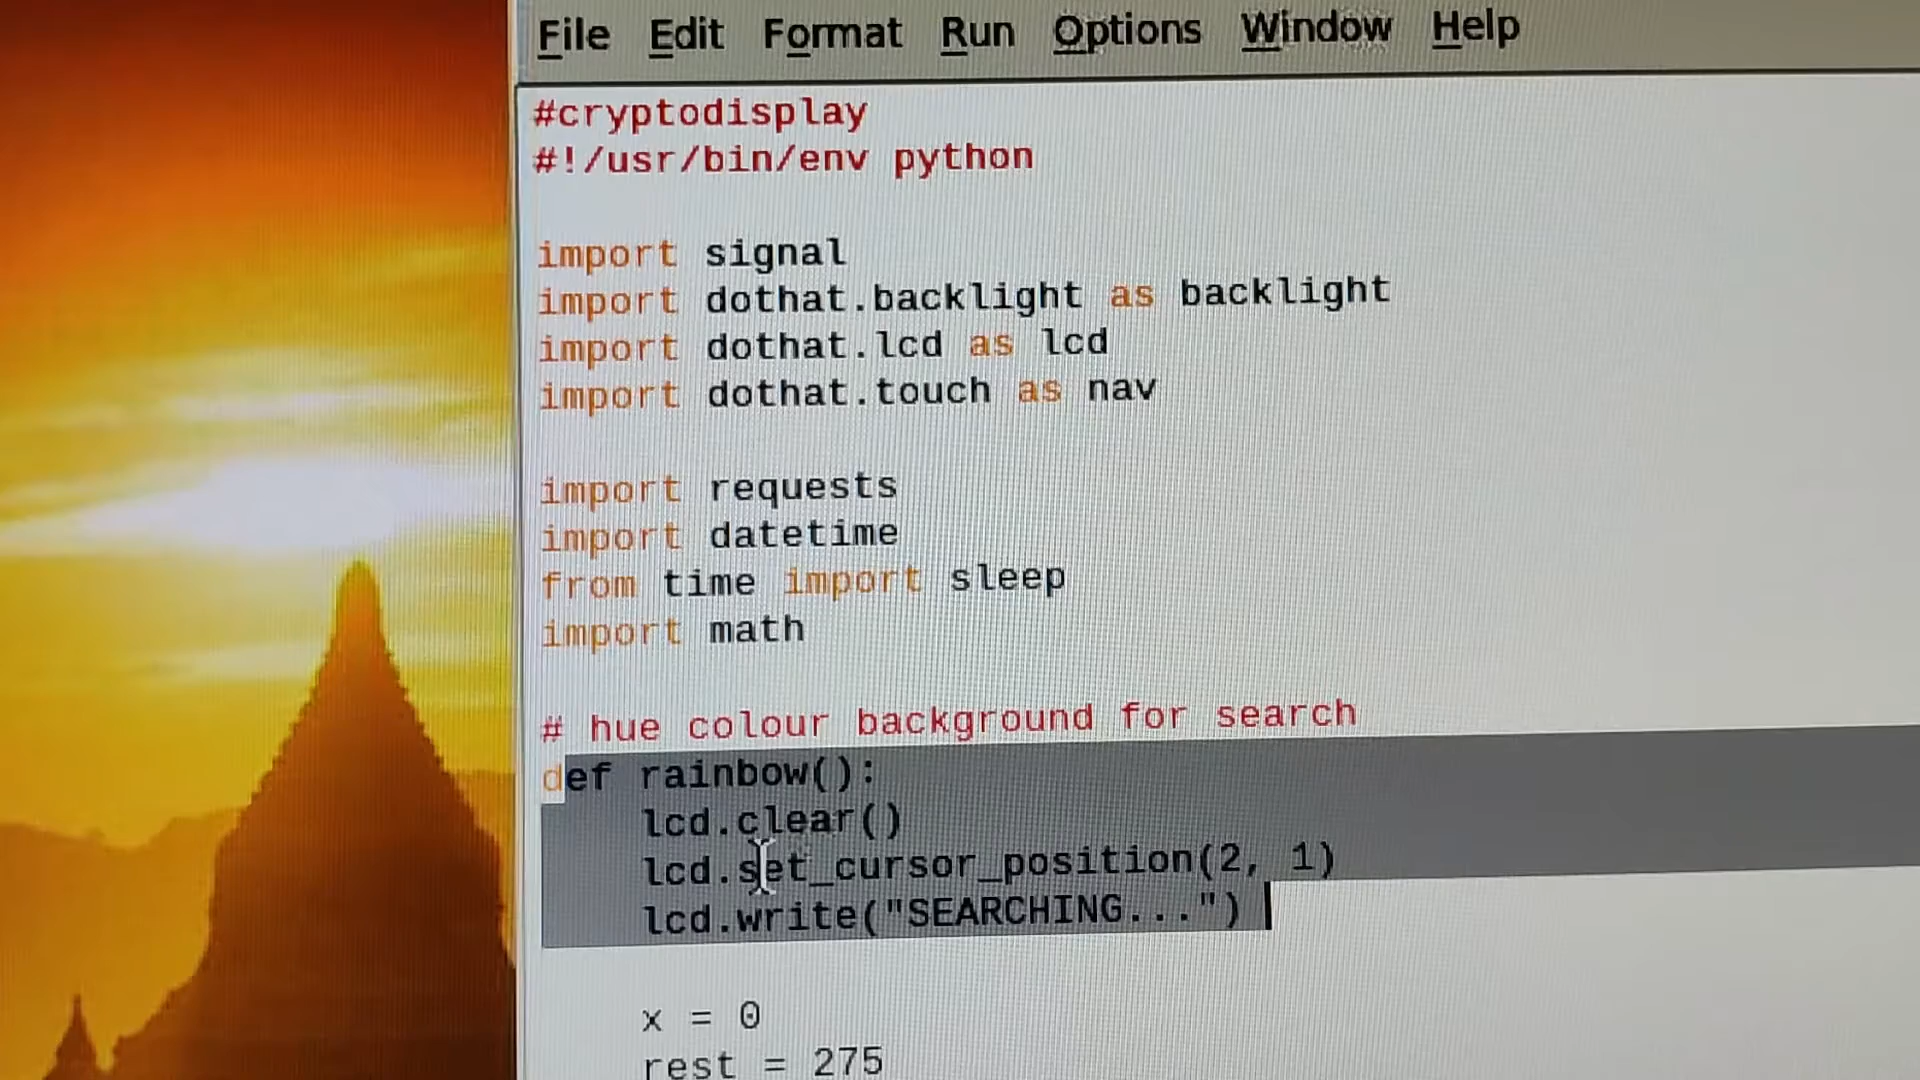 File Edit Format Run Options Window Help
#cryptodisplay
#!/usr/bin/env python
import signal
import dothat.backlight as backlight
import dothat.lcd as lcd
import dothat.touch as nav
import requests
import datetime
from time import sleep
import math
# hue colour background for search
def rainbow():
    lcd.clear()
    lcd.set_cursor_position(2, 1)
    lcd.write("SEARCHING...")
    x = 0
    rest = 275